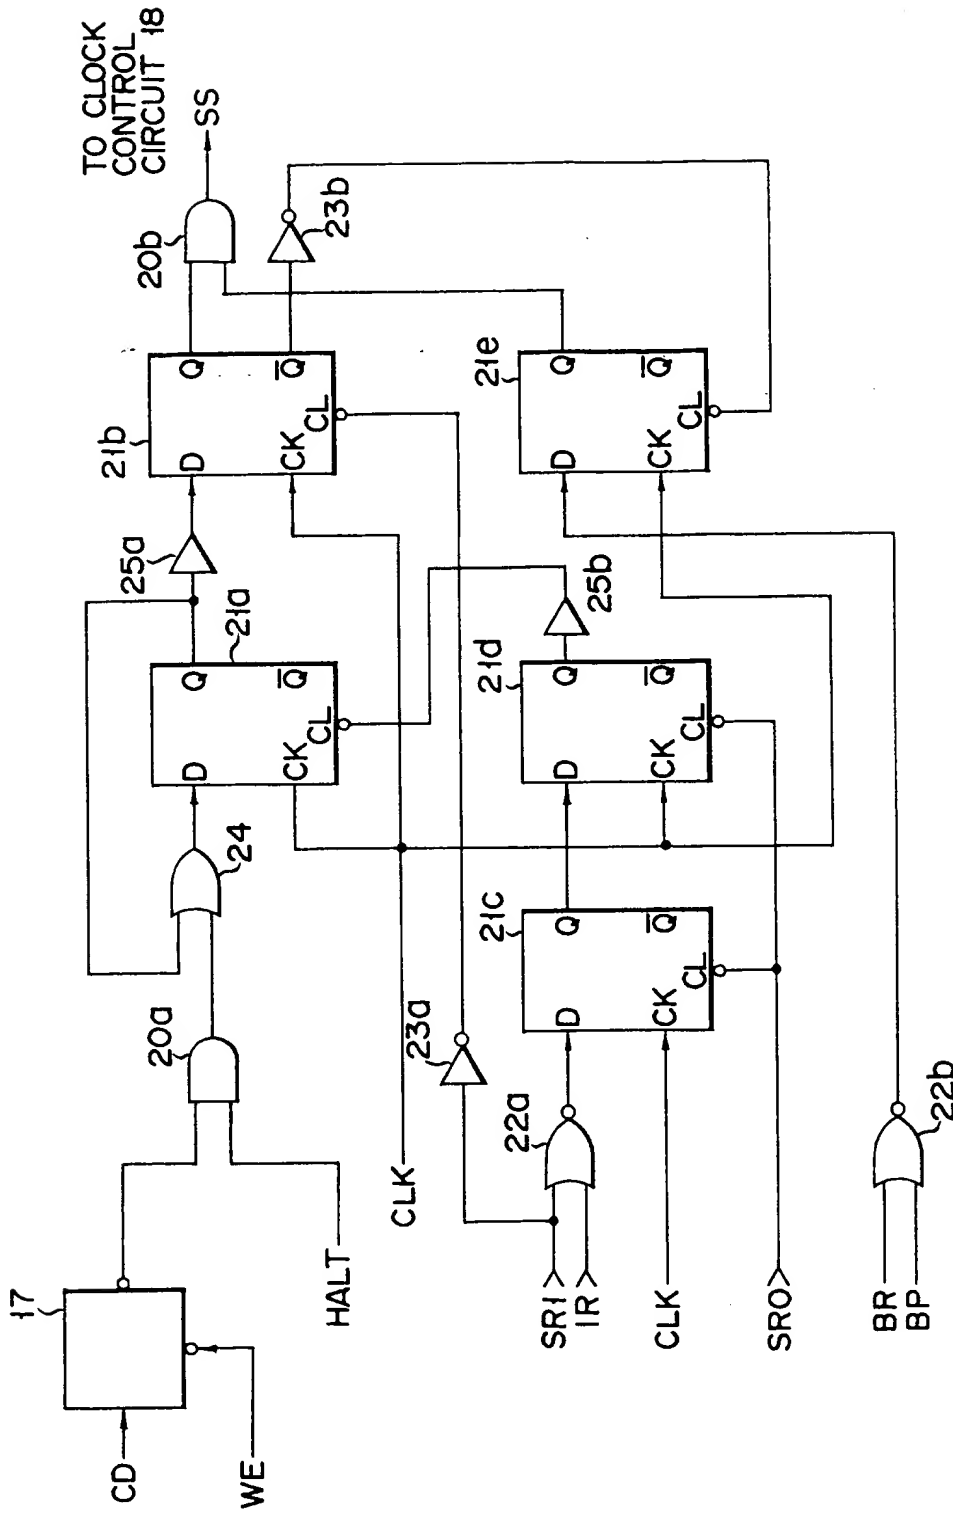 TO CLOCK
CONTROL
CIRCUIT 18
SS
20b
23b
21b
D
Q
Q̅
CK
CL
25a
21a
D
Q
Q̅
CK
CL
24
20a
17
CD
WE
HALT
CLK
23a
21e
D
Q
Q̅
CK
CL
25b
21d
D
Q
Q̅
CK
CL
21c
D
Q
Q̅
CK
CL
22a
SR1
IR
CLK
SR0
BR
BP
22b